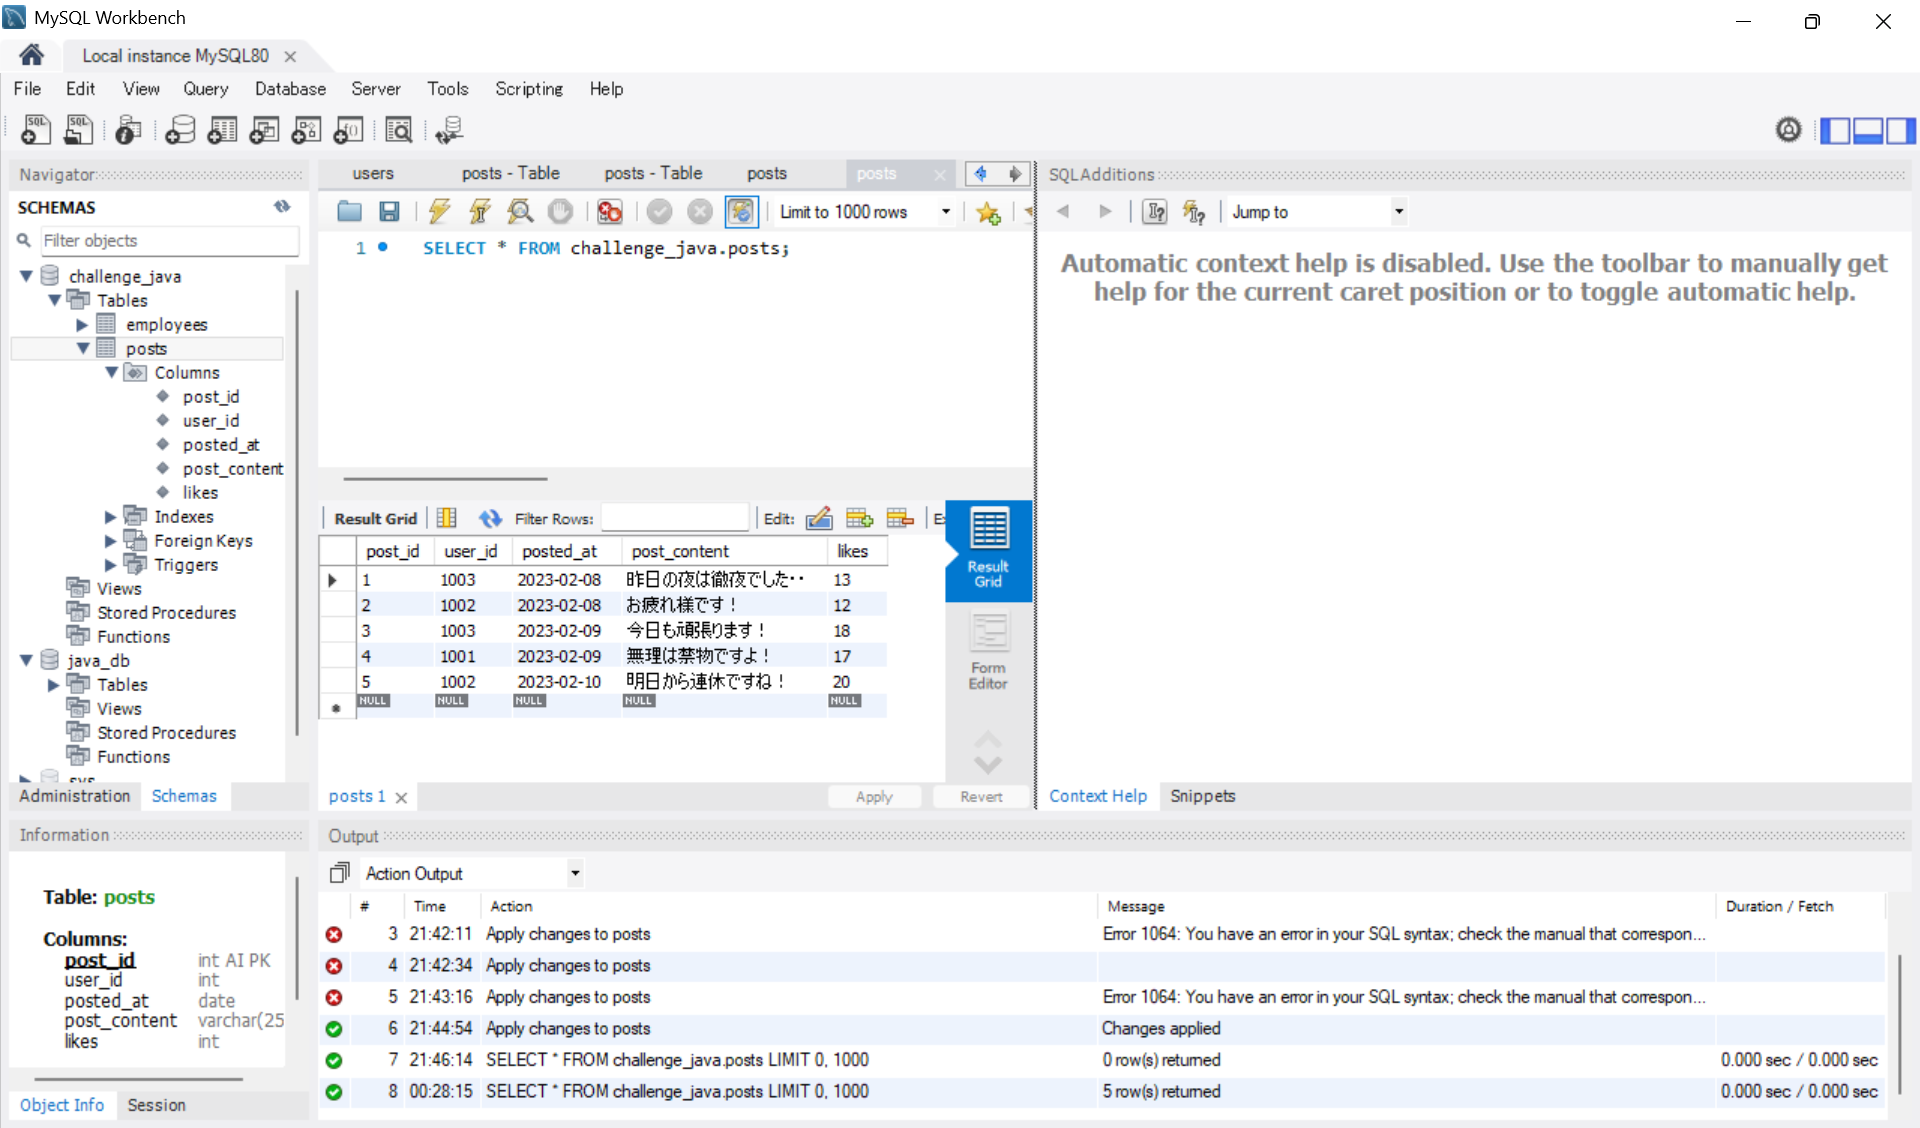 MySQL Workbench
Local instance MySQL80
File Edit View Query Database Server Tools Scripting Help
Navigator
SCHEMAS
Filter objects
challenge_java
Tables
employees
posts
Columns
post_id
user_id
posted_at
post_content
likes
Indexes
Foreign Keys
Triggers
Views
Stored Procedures
Functions
java_db
Tables
Views
Stored Procedures
Functions
sys
Administration Schemas
users posts - Table posts - Table posts posts
Limit to 1000 rows
1 SELECT * FROM challenge_java.posts;
Result Grid Filter Rows: Edit:
post_id user_id posted_at post_content likes
1 1003 2023-02-08 昨日の夜は徹夜でした・・ 13
2 1002 2023-02-08 お疲れ様です! 12
3 1003 2023-02-09 今日も頑張ります! 18
4 1001 2023-02-09 無理は禁物ですよ! 17
5 1002 2023-02-10 明日から連休ですね! 20
NULL NULL NULL NULL NULL
Result
Grid
Form
Editor
posts 1 Apply Revert
SQLAdditions
Jump to
Automatic context help is disabled. Use the toolbar to manually get
help for the current caret position or to toggle automatic help.
Context Help Snippets
Information
Table: posts
Columns:
post_id int AI PK
user_id int
posted_at date
post_content varchar(25
likes int
Object Info Session
Output
Action Output
# Time Action Message Duration / Fetch
3 21:42:11 Apply changes to posts Error 1064: You have an error in your SQL syntax; check the manual that correspon...
4 21:42:34 Apply changes to posts
5 21:43:16 Apply changes to posts Error 1064: You have an error in your SQL syntax; check the manual that correspon...
6 21:44:54 Apply changes to posts Changes applied
7 21:46:14 SELECT * FROM challenge_java.posts LIMIT 0, 1000 0 row(s) returned 0.000 sec / 0.000 sec
8 00:28:15 SELECT * FROM challenge_java.posts LIMIT 0, 1000 5 row(s) returned 0.000 sec / 0.000 sec